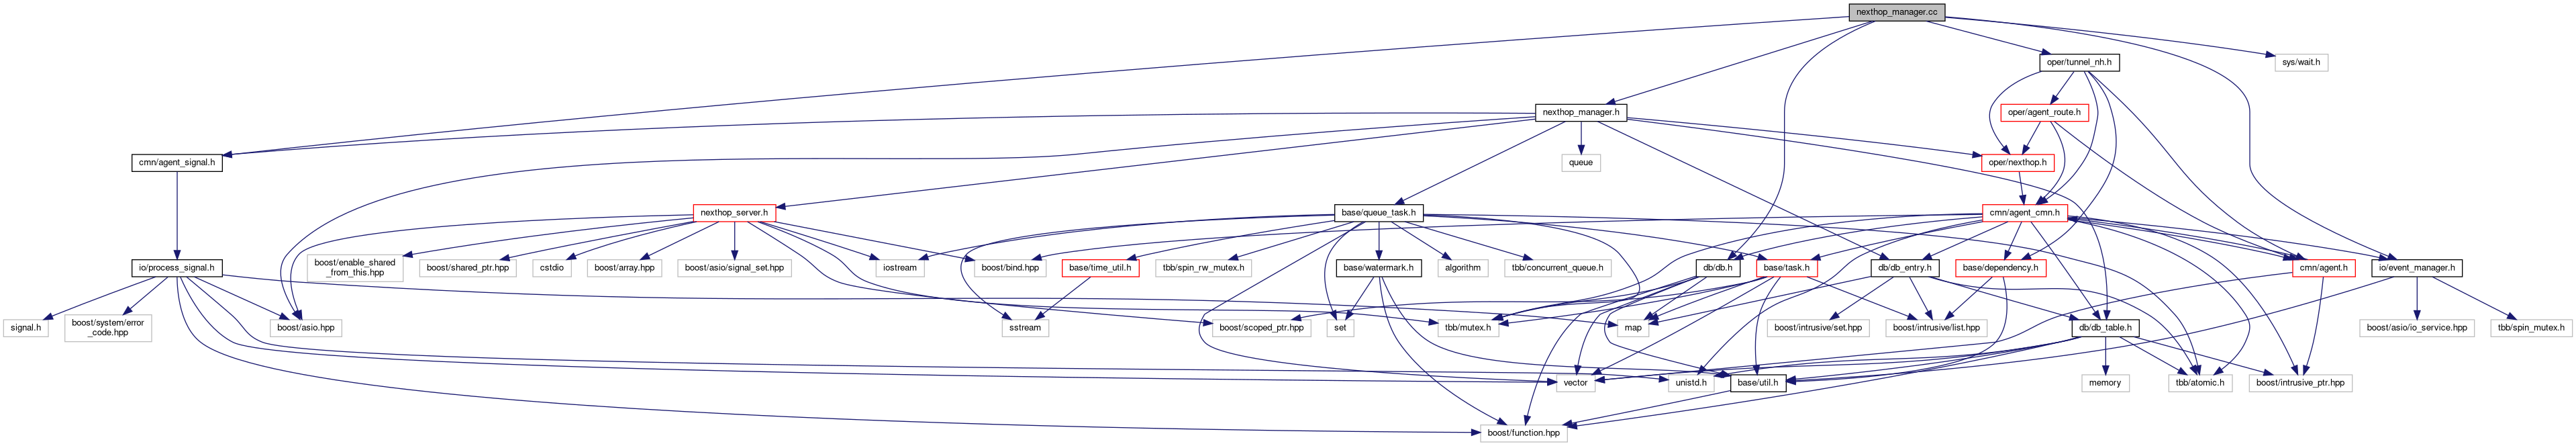 nexthop_manager.cc
oper/tunnel_nh.h
sys/wait.h
nexthop_manager.h
oper/agent_route.h
cmn/agent_signal.h
queue
oper/nexthop.h
nexthop_server.h
base/queue_task.h
cmn/agent_cmn.h
io/process_signal.h
boost/enable_shared
_from_this.hpp
boost/shared_ptr.hpp
cstdio
boost/array.hpp
boost/asio/signal_set.hpp
iostream
boost/bind.hpp
base/time_util.h
tbb/spin_rw_mutex.h
base/watermark.h
algorithm
tbb/concurrent_queue.h
db/db.h
base/task.h
db/db_entry.h
base/dependency.h
cmn/agent.h
io/event_manager.h
signal.h
boost/system/error
_code.hpp
boost/asio.hpp
sstream
boost/scoped_ptr.hpp
set
tbb/mutex.h
map
boost/intrusive/set.hpp
boost/intrusive/list.hpp
db/db_table.h
boost/asio/io_service.hpp
tbb/spin_mutex.h
vector
unistd.h
base/util.h
memory
tbb/atomic.h
boost/intrusive_ptr.hpp
boost/function.hpp